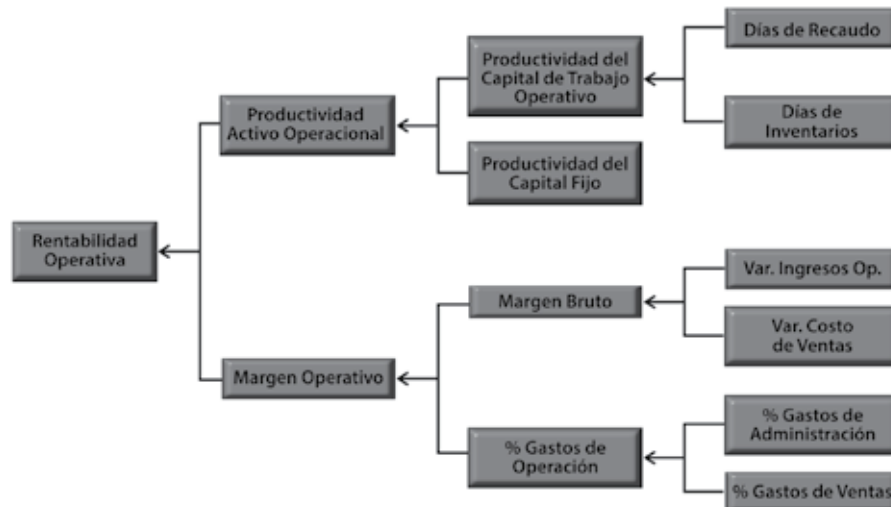 Días de Recaudo
Productividad del
Capital de Trabajo
Operativo
Productividad
Activo Operacional
Días de
Inventarios
Productividad del
Capital Fijo
Rentabilidad
Operativa
Var. Ingresos Op.
Margen Bruto
Var. Costo
de Ventas
Margen Operativo
% Gastos de
Administración
% Gastos de
Operación
% Gastos de Ventas